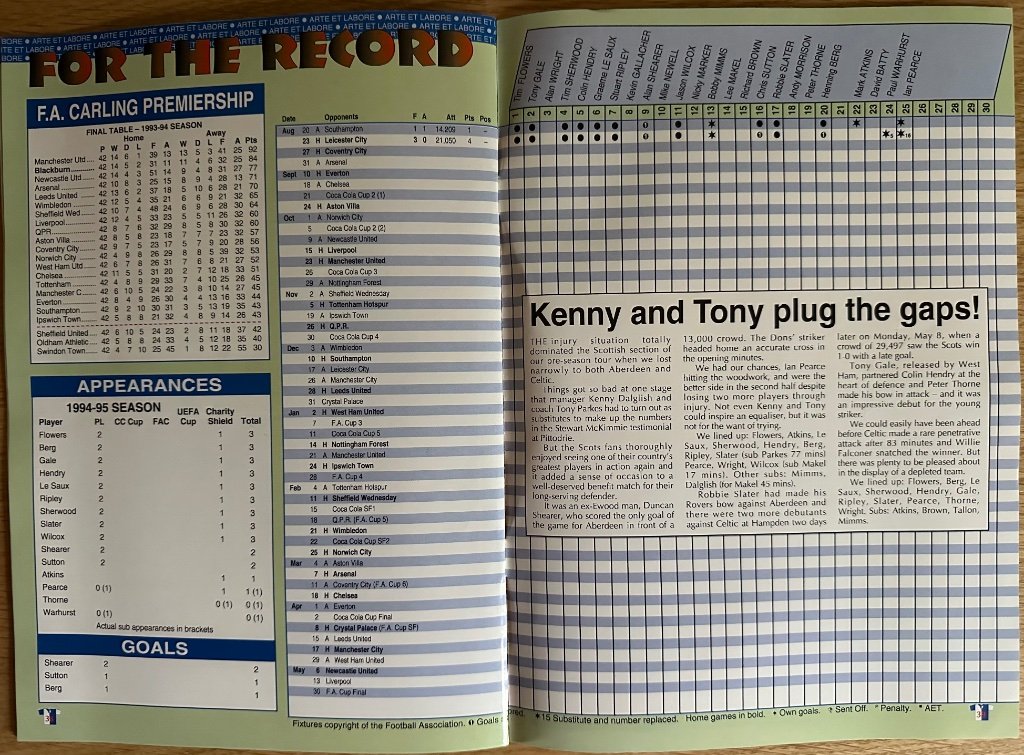 ARTE ET LABORE ● ARTE ET LABORE ● ARTE ET LABORE ● ARTE ET LABORE
FOR THE RECORD
F.A. CARLING PREMIERSHIP
FINAL TABLE – 1993-94 SEASON
Home Away
P W D L F A W D L F A Pts
Manchester Utd.... 42 14 6 1 39 13 13 5 3 41 25 92
Blackburn.......... 42 14 5 2 31 11 11 4 6 32 25 84
Newcastle Utd.... 42 14 4 3 51 14 9 4 8 31 27 77
Arsenal.............. 42 10 8 3 25 15 8 9 4 28 13 71
Leeds United...... 42 13 6 2 37 18 5 10 6 28 21 70
Wimbledon........ 42 12 5 4 35 21 6 6 9 21 32 65
Sheffield Wed..... 42 10 7 4 48 24 6 9 6 28 30 64
Liverpool............ 42 12 4 5 33 23 5 5 11 26 32 60
QPR.................. 42 8 7 6 32 29 8 5 8 30 32 60
Aston Villa......... 42 8 5 8 23 18 7 7 7 23 32 57
Coventry City..... 42 9 7 5 23 17 5 7 9 20 28 56
Norwich City...... 42 4 9 8 26 29 8 8 5 39 32 53
West Ham Utd.... 42 6 7 8 26 31 7 6 8 21 27 52
Chelsea............. 42 11 5 5 31 20 2 7 12 18 33 51
Tottenham......... 42 4 8 9 29 33 7 4 10 25 26 45
Manchester C..... 42 6 10 5 24 22 3 8 10 14 27 45
Everton............. 42 8 4 9 26 30 4 4 13 16 33 44
Southampton...... 42 9 2 10 30 31 3 5 13 19 35 43
Ipswich Town..... 42 5 8 8 21 32 4 8 9 14 26 43
Sheffield United.. 42 6 10 5 24 23 2 8 11 18 37 42
Oldham Athletic.. 42 5 8 8 24 33 4 5 12 18 35 40
Swindon Town... 42 4 7 10 25 45 1 8 12 22 55 30
APPEARANCES
1994-95 SEASON
Player PL CC Cup FAC UEFA Cup Charity Shield Total
Flowers 2 1 3
Berg 2 1 3
Gale 2 1 3
Hendry 2 1 3
Le Saux 2 1 3
Ripley 2 1 3
Sherwood 2 1 3
Slater 2 1 3
Wilcox 2 1 3
Shearer 2 2
Sutton 2 2
Atkins 1 1
Pearce 0 (1) 1 1 (1)
Thorne 0 (1) 0 (1)
Warhurst 0 (1) 0 (1)
Actual sub appearances in brackets
GOALS
Shearer 2 2
Sutton 1 1
Berg 1 1
Date Opponents F A Att Pts Pos
Aug 20 A Southampton 1 1 14,209 1 –
23 H Leicester City 3 0 21,050 4 –
27 H Coventry City
31 A Arsenal
Sept 10 H Everton
18 A Chelsea
21 Coca Cola Cup 2 (1)
24 H Aston Villa
Oct 1 A Norwich City
5 Coca Cola Cup 2 (2)
9 A Newcastle United
15 H Liverpool
23 H Manchester United
26 Coca Cola Cup 3
29 A Nottingham Forest
Nov 2 A Sheffield Wednesday
5 H Tottenham Hotspur
19 A Ipswich Town
26 H Q.P.R.
30 Coca Cola Cup 4
Dec 3 A Wimbledon
10 H Southampton
17 A Leicester City
26 A Manchester City
28 H Leeds United
31 Crystal Palace
Jan 2 H West Ham United
7 F.A. Cup 3
11 Coca Cola Cup 5
14 H Nottingham Forest
21 A Manchester United
24 H Ipswich Town
28 F.A. Cup 4
Feb 4 A Tottenham Hotspur
11 H Sheffield Wednesday
15 Coca Cola SF1
18 Q.P.R. (F.A. Cup 5)
21 H Wimbledon
22 Coca Cola Cup SF2
25 H Norwich City
Mar 4 A Aston Villa
7 H Arsenal
11 A Coventry City (F.A. Cup 6)
18 H Chelsea
Apr 1 A Everton
2 Coca Cola Cup Final
8 H Crystal Palace (F.A. Cup SF)
15 A Leeds United
17 H Manchester City
29 A West Ham United
May 6 Newcastle United
13 Liverpool
30 F.A. Cup Final
Fixtures copyright of the Football Association.
Tim FLOWERS
Tony GALE
Alan WRIGHT
Tim SHERWOOD
Colin HENDRY
Graeme LE SAUX
Stuart RIPLEY
Kevin GALLACHER
Alan SHEARER
Mike NEWELL
Jason WILCOX
Nicky MARKER
Bobby MIMMS
Lee MAKEL
Richard BROWN
Chris SUTTON
Robbie SLATER
Andy MORRISON
Peter THORNE
Henning BERG
Mark ATKINS
David BATTY
Paul WARHURST
Ian PEARCE
1 2 3 4 5 6 7 8 9 10 11 12 13 14 15 16 17 18 19 20 21 22 23 24 25 26 27 28 29 30
Kenny and Tony plug the gaps!
THE injury situation totally
dominated the Scottish section of
our pre-season tour when we lost
narrowly to both Aberdeen and
Celtic.
Things got so bad at one stage
that manager Kenny Dalglish and
coach Tony Parkes had to turn out as
substitutes to make up the numbers
in the Stewart McKimmie testimonial
at Pittodrie.
But the Scots fans thoroughly
enjoyed seeing one of their country's
greatest players in action again and
it added a sense of occasion to a
well-deserved benefit match for their
long-serving defender.
It was an ex-Ewood man, Duncan
Shearer, who scored the only goal of
the game for Aberdeen in front of a
13,000 crowd. The Dons' striker
headed home an accurate cross in
the opening minutes.
We had our chances, Ian Pearce
hitting the woodwork, and were the
better side in the second half despite
losing two more players through
injury. Not even Kenny and Tony
could inspire an equaliser, but it was
not for the want of trying.
We lined up: Flowers, Atkins, Le
Saux, Sherwood, Hendry, Berg,
Ripley, Slater (sub Parkes 77 mins)
Pearce, Wright, Wilcox (sub Makel
17 mins). Other subs: Mimms,
Dalglish (for Makel 45 mins).
Robbie Slater had made his
Rovers bow against Aberdeen and
there were two more debutants
against Celtic at Hampden two days
later on Monday, May 8, when a
crowd of 29,497 saw the Scots win
1-0 with a late goal.
Tony Gale, released by West
Ham, partnered Colin Hendry at the
heart of defence and Peter Thorne
made his bow in attack – and it was
an impressive debut for the young
striker.
We could easily have been ahead
before Celtic made a rare penetrative
attack after 83 minutes and Willie
Falconer snatched the winner. But
there was plenty to be pleased about
in the display of a depleted team.
We lined up: Flowers, Berg, Le
Saux, Sherwood, Hendry, Gale,
Ripley, Slater, Pearce, Thorne,
Wright. Subs: Atkins, Brown, Tallon,
Mimms.
*15 Substitute and number replaced. Home games in bold. + Own goals. Sent Off. Penalty. AET.